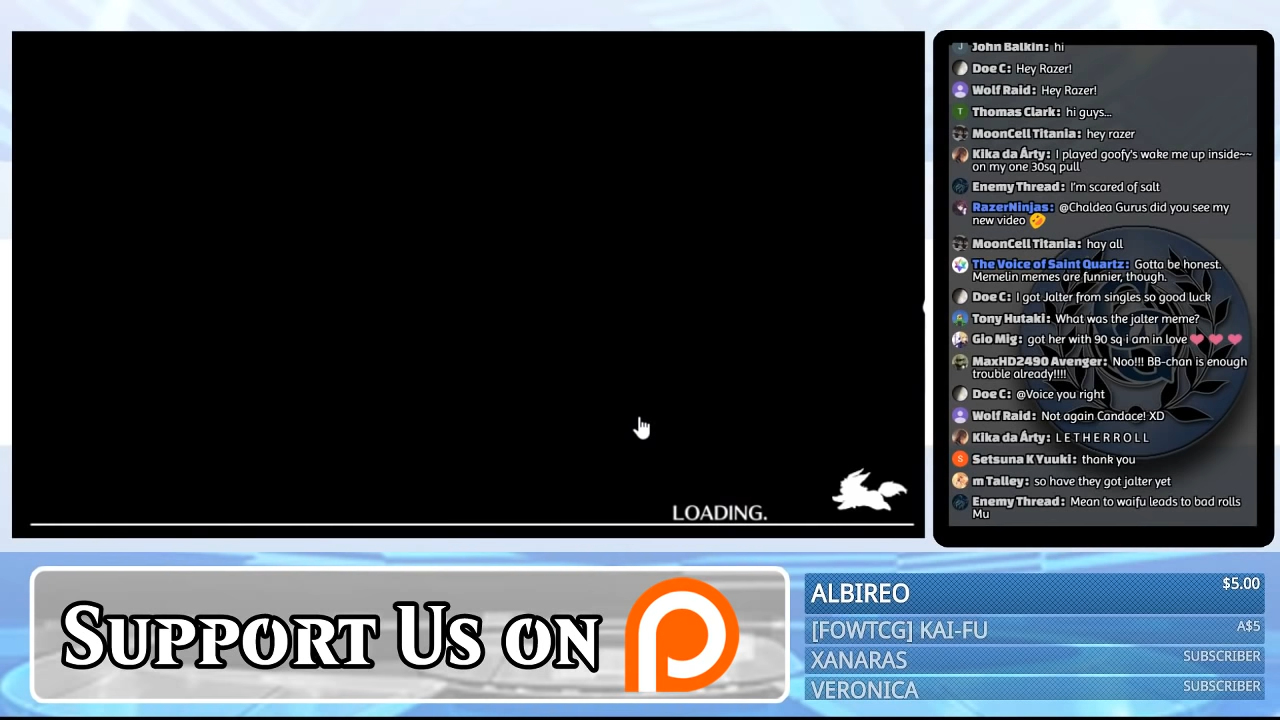 John Balkin: hi
Doe C: Hey Razer!
Wolf Raid: Hey Razer!
T Thomas Clark: hi guys...
MoonCell Titania: hey razer
Kika da Árty: I played goofy's wake me up inside~~
on my one 30sq pull
Enemy Thread: I'm scared of salt
RazerNinjas: @Chaldea Gurus did you see my
new video
MoonCell Titania: hay all
The Voice of Saint Quartz: Gotta be honest.
Memelin memes are funnier, though.
Doe C: I got Jalter from singles so good luck
Tony Hutaki: What was the jalter meme?
Gio Mig: got her with 90 sq i am in love
MaxHD2490 Avenger: Noo!!! BB-chan is enough
trouble already!!!!
Doe C: @Voice you right
Wolf Raid: Not again Candace! XD
Kika da Árty: L E T H E R R O L L
S Setsuna K Yuuki: thank you
m Talley: so have they got jalter yet
Enemy Thread: Mean to waifu leads to bad rolls
Mu
LOADING.
SUPPORT US ON
ALBIREO $5.00
[FOWTCG] KAI-FU A$5
XANARAS SUBSCRIBER
VERONICA SUBSCRIBER